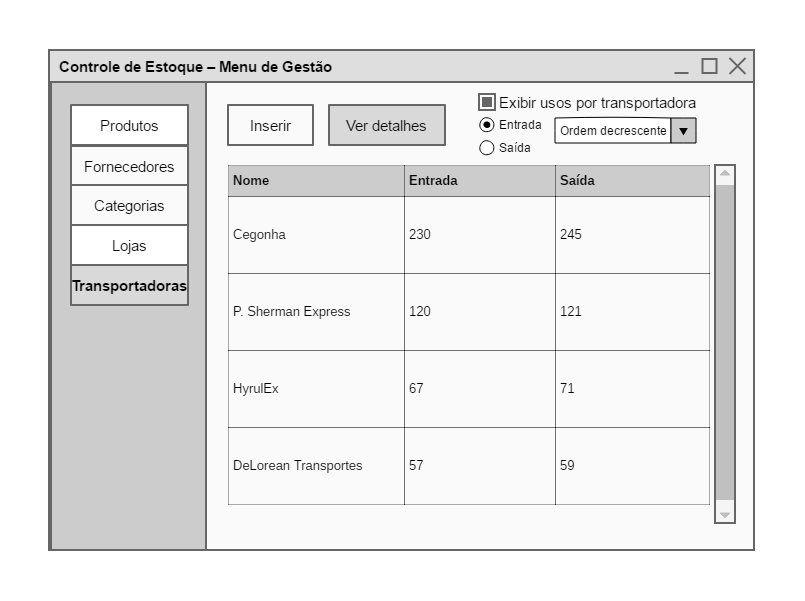 Controle de Estoque – Menu de Gestão
Produtos
Fornecedores
Categorias
Lojas
Transportadoras
Inserir
Ver detalhes
Exibir usos por transportadora
Entrada
Saída
Ordem decrescente
Nome Entrada Saída
Cegonha 230 245
P. Sherman Express 120 121
HyrulEx 67 71
DeLorean Transportes 57 59